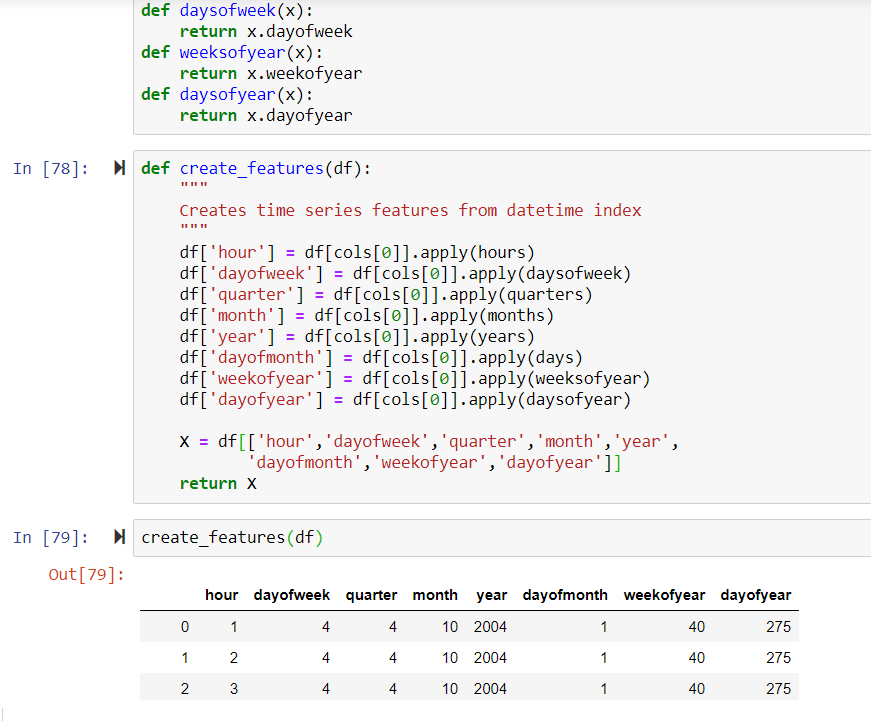 def daysofweek(x):
    return x.dayofweek
def weeksofyear(x):
    return x.weekofyear
def daysofyear(x):
    return x.dayofyear
In [78]:
def create_features(df):
    """
    Creates time series features from datetime index
    """
    df['hour'] = df[cols[0]].apply(hours)
    df['dayofweek'] = df[cols[0]].apply(daysofweek)
    df['quarter'] = df[cols[0]].apply(quarters)
    df['month'] = df[cols[0]].apply(months)
    df['year'] = df[cols[0]].apply(years)
    df['dayofmonth'] = df[cols[0]].apply(days)
    df['weekofyear'] = df[cols[0]].apply(weeksofyear)
    df['dayofyear'] = df[cols[0]].apply(daysofyear)
    X = df[['hour','dayofweek','quarter','month','year',
           'dayofmonth','weekofyear','dayofyear']]
    return X
In [79]:
create_features(df)
Out[79]:
hour dayofweek quarter month year dayofmonth weekofyear dayofyear
0 1 4 4 10 2004 1 40 275
1 2 4 4 10 2004 1 40 275
2 3 4 4 10 2004 1 40 275